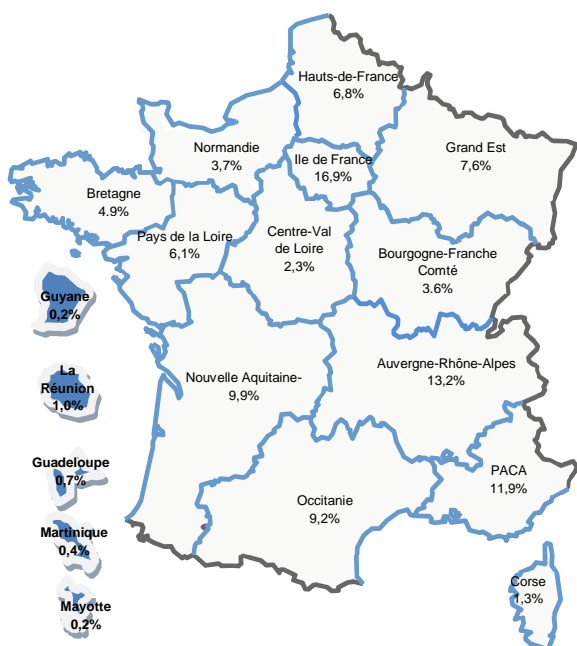 Hauts-de-France
6,8%
Normandie
3,7%
Ile de France
16,9%
Grand Est
7,6%
Bretagne
4.9%
Pays de la Loire
6,1%
Centre-Val
de Loire
2,3%
Bourgogne-Franche
Comté
3.6%
Guyane
0,2%
La
Réunion
1,0%
Nouvelle Aquitaine-
9,9%
Auvergne-Rhône-Alpes
13,2%
Guadeloupe
0,7%
Occitanie
9,2%
PACA
11,9%
Martinique
0,4%
Mayotte
0,2%
Corse
1,3%